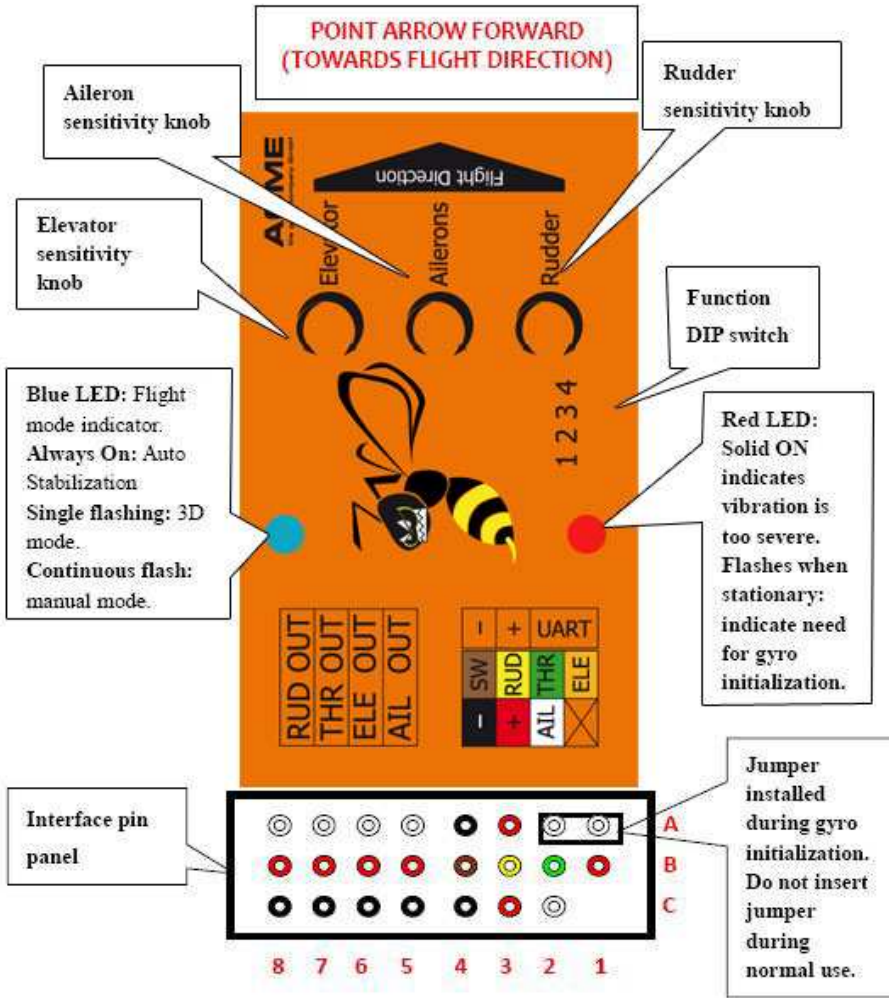 POINT ARROW FORWARD
(TOWARDS FLIGHT DIRECTION)
Aileron
sensitivity knob
Rudder
sensitivity knob
Elevator
sensitivity
knob
Function
DIP switch
Flight Direction
Elevator
Ailerons
Rudder
1 2 3 4
Blue LED: Flight
mode indicator.
Always On: Auto
Stabilization
Single flashing: 3D
mode.
Continuous flash:
manual mode.
Red LED:
Solid ON
indicates
vibration is
too severe.
Flashes when
stationary:
indicate need
for gyro
initialization.
RUD OUT
THR OUT
ELE OUT
AIL OUT
- + UART
SW RUD THR ELE
- + AIL
Interface pin
panel
Jumper
installed
during gyro
initialization.
Do not insert
jumper
during
normal use.
A
B
C
8 7 6 5 4 3 2 1